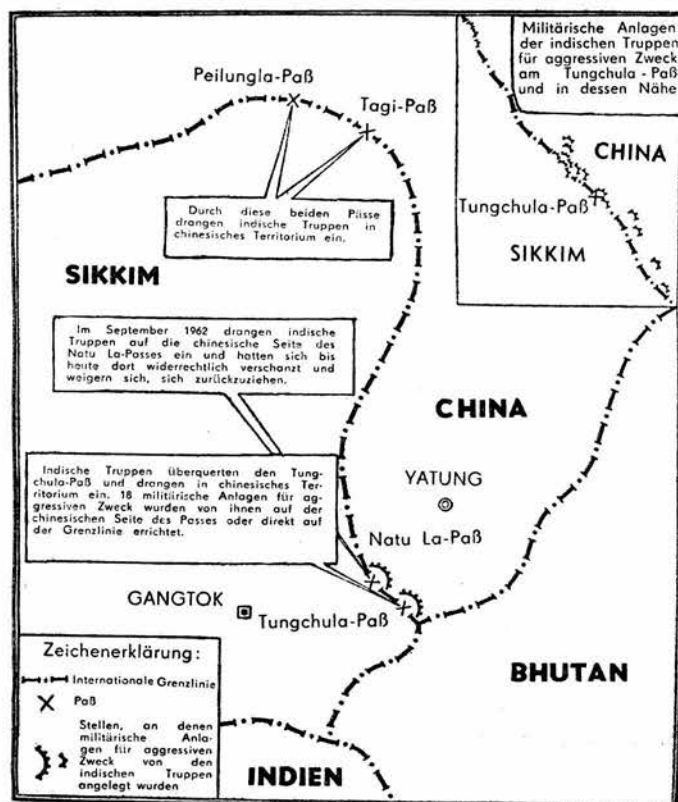 Militärische Anlagen
der indischen Truppen
für aggressiven Zweck
am Tungchula - Paß
und in dessen Nähe
Peilungla-Paß
Tagi-Paß
CHINA
Tungchula-Paß
SIKKIM
Durch diese beiden Pässe
drangen indische Truppen in
chinesisches Territorium ein.
SIKKIM
Im September 1962 drangen indische
Truppen auf die chinesische Seite des
Natu La-Passes ein und hatten sich bis
heute dort widerrechtlich verschanzt und
weigern sich, sich zurückzuziehen.
CHINA
Indische Truppen überquerten den Tung-
chula-Paß und drangen in chinesisches Ter-
ritorium ein. 18 militärische Anlagen für ag-
gressiven Zweck wurden von ihnen auf der
chinesischen Seite des Passes oder direkt auf
der Grenzlinie errichtet.
YATUNG
Natu La-Paß
GANGTOK
Tungchula-Paß
BHUTAN
Zeichenerklärung:
Internationale Grenzlinie
Paß
Stellen, an denen
militärische Anla-
gen für aggressiven
Zweck von den
indischen Truppen
angelegt wurden
INDIEN